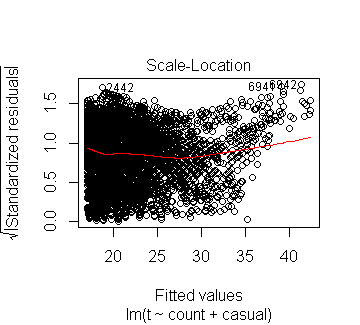 Scale-Location
2442
6942
1.5
1.0
0.5
0.0
√|Standardized residuals|
20
25
30
35
40
Fitted values
lm(t ~ count + casual)